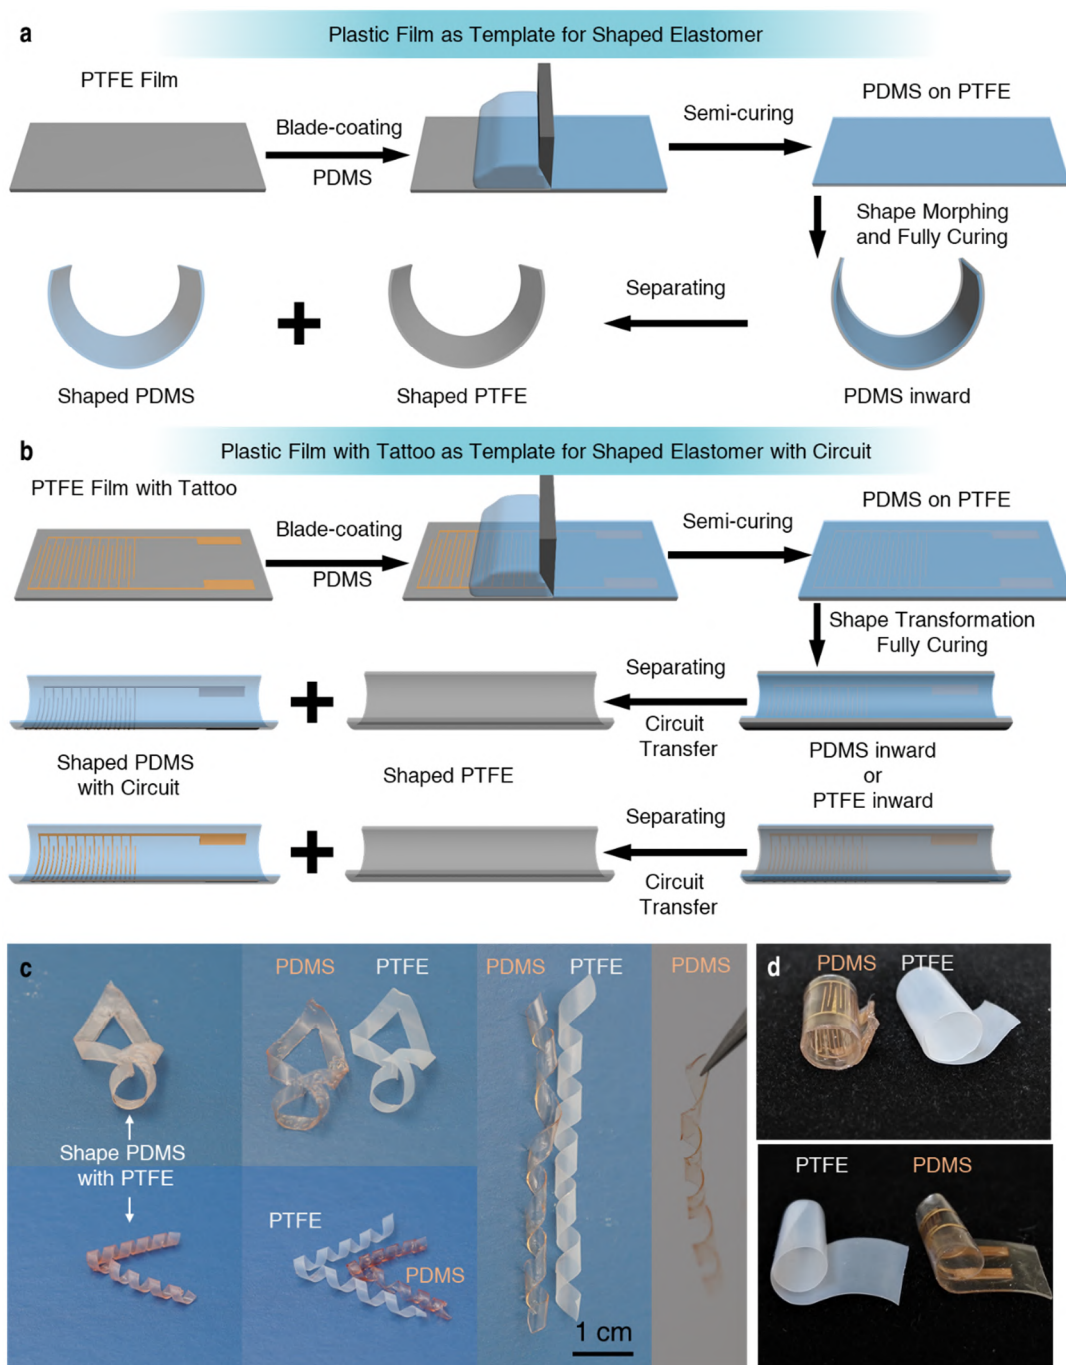 a
Plastic Film as Template for Shaped Elastomer
PTFE Film
Blade-coating
PDMS
Semi-curing
PDMS on PTFE
Shape Morphing
and Fully Curing
Separating
Shaped PDMS
Shaped PTFE
PDMS inward
b
Plastic Film with Tattoo as Template for Shaped Elastomer with Circuit
PTFE Film with Tattoo
Blade-coating
PDMS
Semi-curing
PDMS on PTFE
Shape Transformation
Fully Curing
Separating
Circuit
Transfer
Shaped PDMS
with Circuit
Shaped PTFE
PDMS inward
or
PTFE inward
Separating
Circuit
Transfer
c
PDMS
PTFE
PDMS
PTFE
PDMS
Shape PDMS
with PTFE
PTFE
PDMS
1 cm
d
PDMS
PTFE
PTFE
PDMS